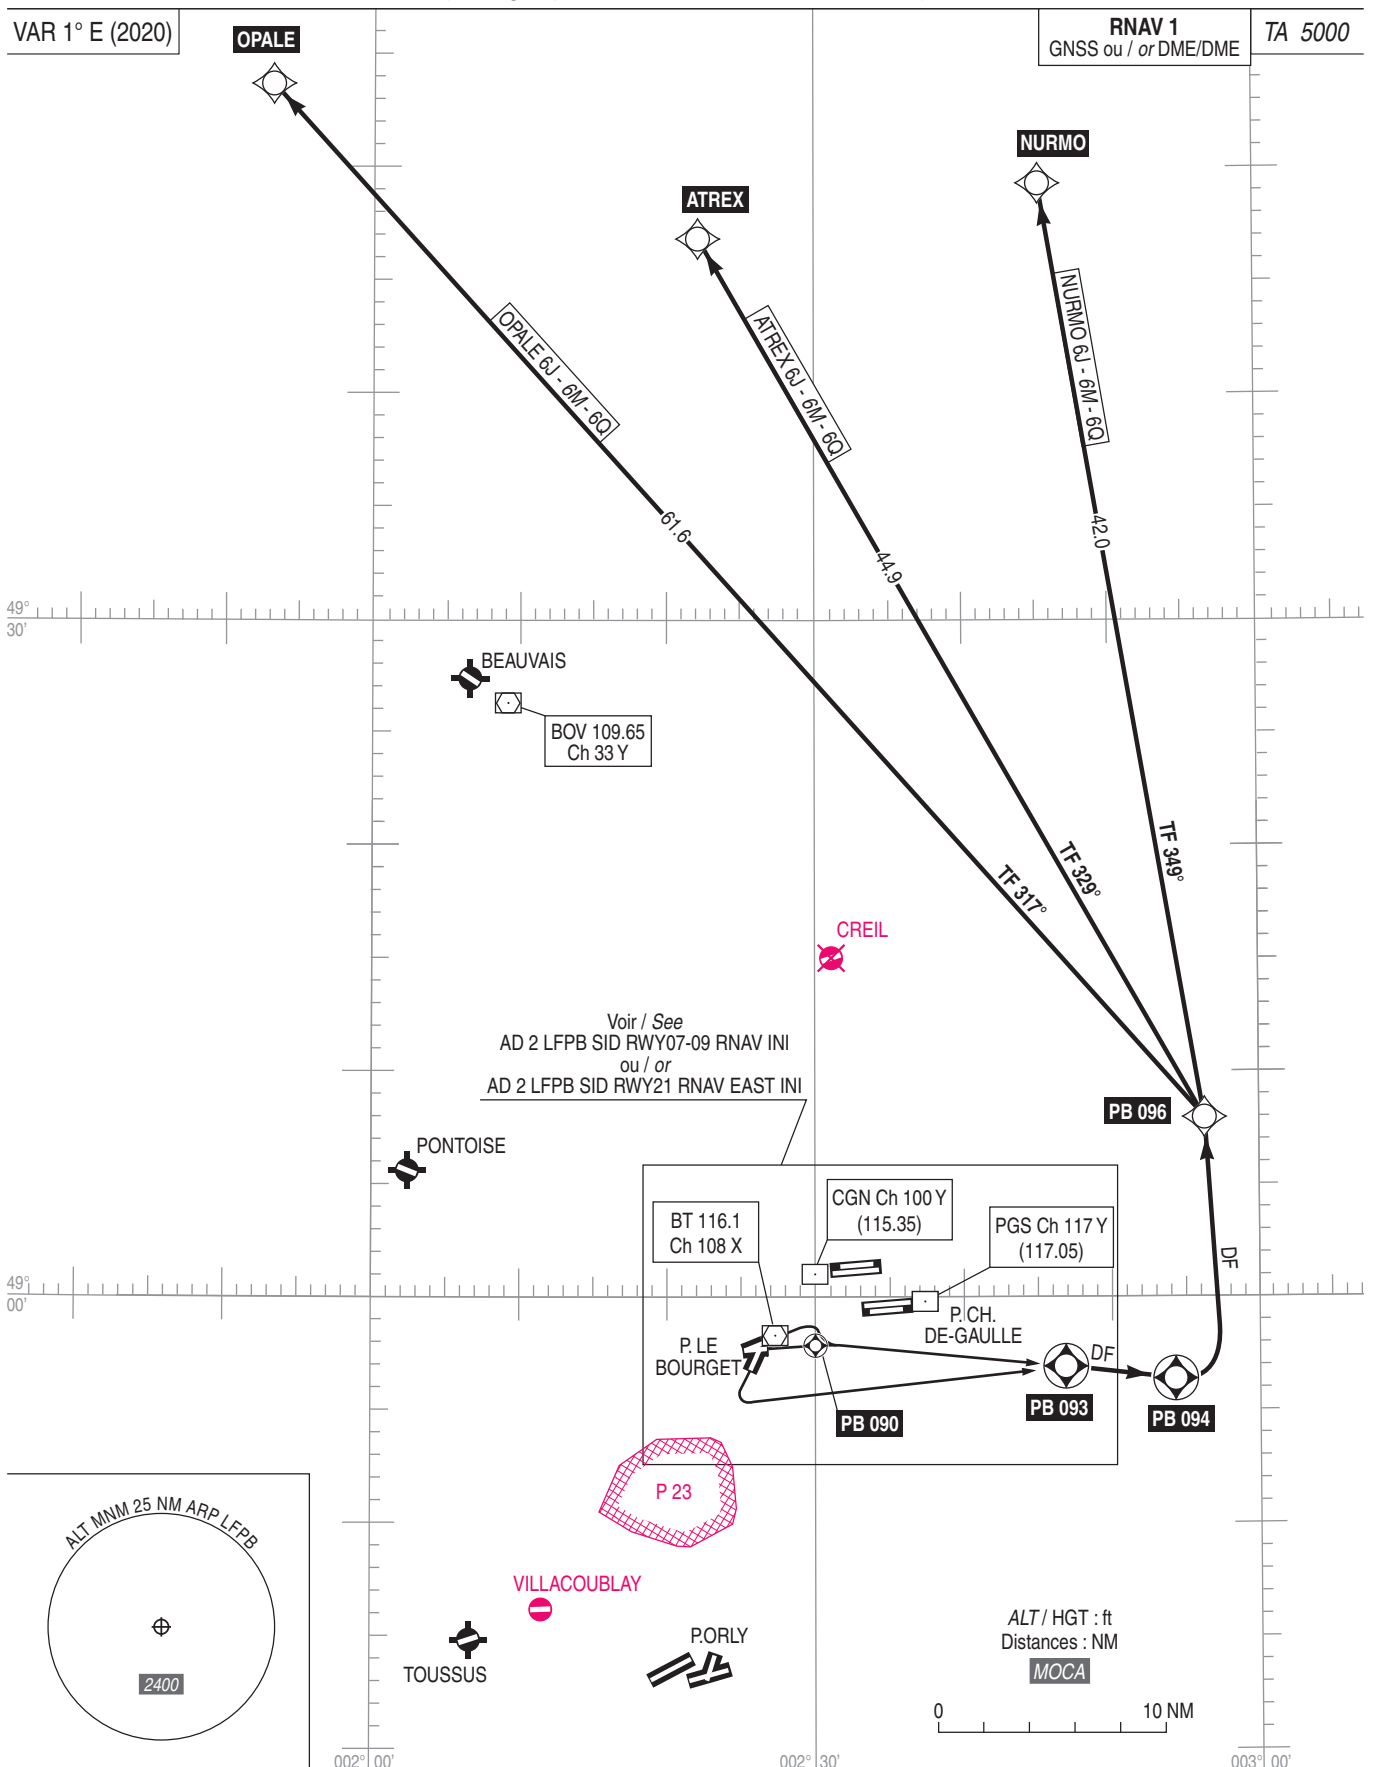 VAR 1° E (2020)
OPALE
RNAV 1
GNSS ou / or DME/DME
TA 5000
NURMO
ATREX
OPALE 6J - 6M - 6Q
ATREX 6J - 6M - 6Q
NURMO 6J - 6M - 6Q
61.6
44.9
42.0
49°
30'
BEAUVAIS
BOV 109.65
Ch 33 Y
TF 317°
TF 329°
TF 349°
CREIL
Voir / See
AD 2 LFPB SID RWY07-09 RNAV INI
ou / or
AD 2 LFPB SID RWY21 RNAV EAST INI
PB 096
PONTOISE
BT 116.1
Ch 108 X
CGN Ch 100 Y
(115.35)
PGS Ch 117 Y
(117.05)
DF
49°
00'
P. CH.
DE-GAULLE
P. LE
BOURGET
DF
PB 093
PB 094
PB 090
P 23
ALT MNM 25 NM ARP LFPB
2400
VILLACOUBLAY
TOUSSUS
P.ORLY
ALT / HGT : ft
Distances : NM
MOCA
0
10 NM
002° 00'
002° 30'
003° 00'